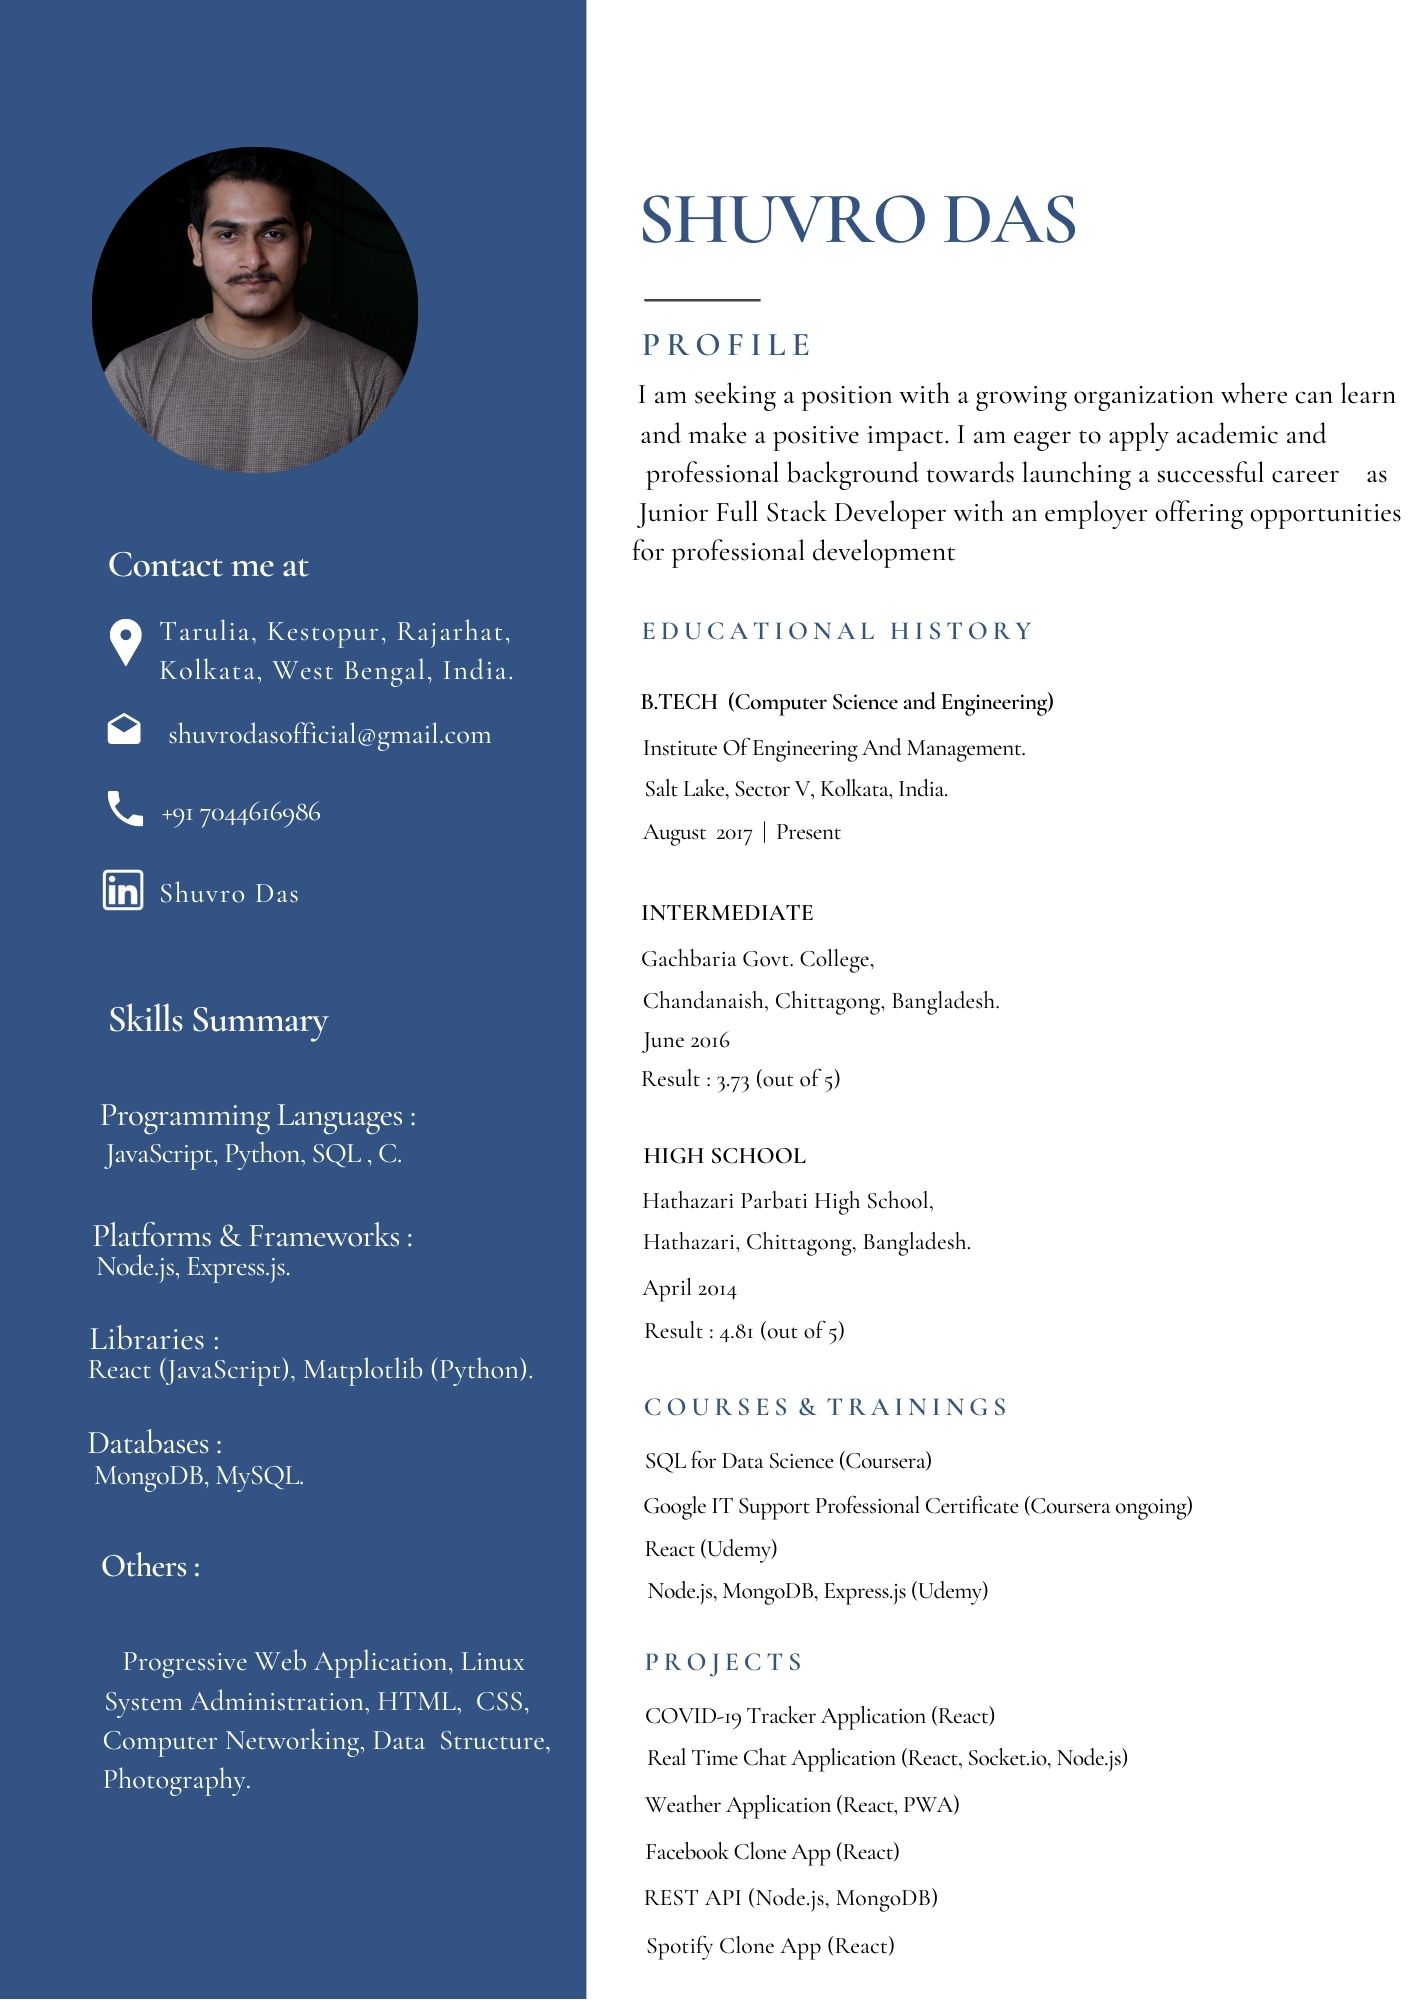 Contact me at
Tarulia, Kestopur, Rajarhat,
Kolkata, West Bengal, India.
shuvrodasofficial@gmail.com
+91 7044616986
in Shuvro Das
Skills Summary
Programming Languages :
JavaScript, Python, SQL , C.
Platforms & Frameworks :
Node.js, Express.js.
Libraries :
React (JavaScript), Matplotlib (Python).
Databases :
MongoDB, MySQL.
Others :
Progressive Web Application, Linux
System Administration, HTML, CSS,
Computer Networking, Data Structure,
Photography.
SHUVRO DAS
PROFILE
I am seeking a position with a growing organization where can learn
and make a positive impact. I am eager to apply academic and
professional background towards launching a successful career as
Junior Full Stack Developer with an employer offering opportunities
for professional development
EDUCATIONAL HISTORY
B.TECH (Computer Science and Engineering)
Institute Of Engineering And Management.
Salt Lake, Sector V, Kolkata, India.
August 2017 | Present
INTERMEDIATE
Gachbaria Govt. College,
Chandanaish, Chittagong, Bangladesh.
June 2016
Result : 3.73 (out of 5)
HIGH SCHOOL
Hathazari Parbati High School,
Hathazari, Chittagong, Bangladesh.
April 2014
Result : 4.81 (out of 5)
COURSES & TRAININGS
SQL for Data Science (Coursera)
Google IT Support Professional Certificate (Coursera ongoing)
React (Udemy)
Node.js, MongoDB, Express.js (Udemy)
PROJECTS
COVID-19 Tracker Application (React)
Real Time Chat Application (React, Socket.io, Node.js)
Weather Application (React, PWA)
Facebook Clone App (React)
REST API (Node.js, MongoDB)
Spotify Clone App (React)